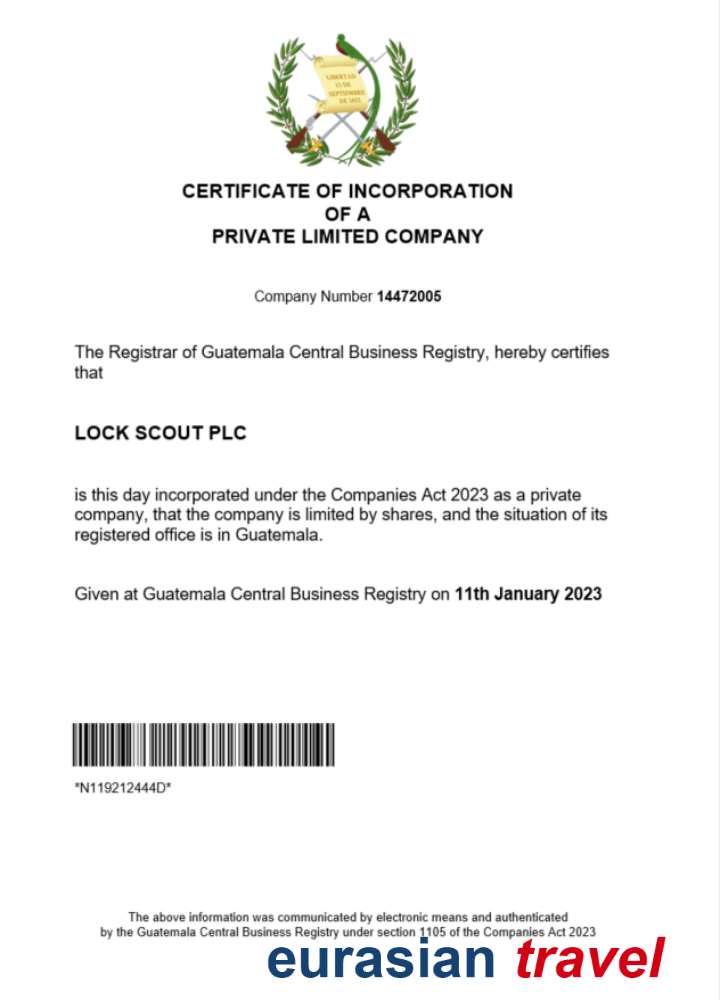 LIBERTAD
15 DE
SEPTIEMBRE
DE 1821
CERTIFICATE OF INCORPORATION
OF A
PRIVATE LIMITED COMPANY
Company Number 14472005
The Registrar of Guatemala Central Business Registry, hereby certifies
that
LOCK SCOUT PLC
is this day incorporated under the Companies Act 2023 as a private
company, that the company is limited by shares, and the situation of its
registered office is in Guatemala.
Given at Guatemala Central Business Registry on 11th January 2023
*N119212444D*
The above information was communicated by electronic means and authenticated
by the Guatemala Central Business Registry under section 1105 of the Companies Act 2023
eurasian travel